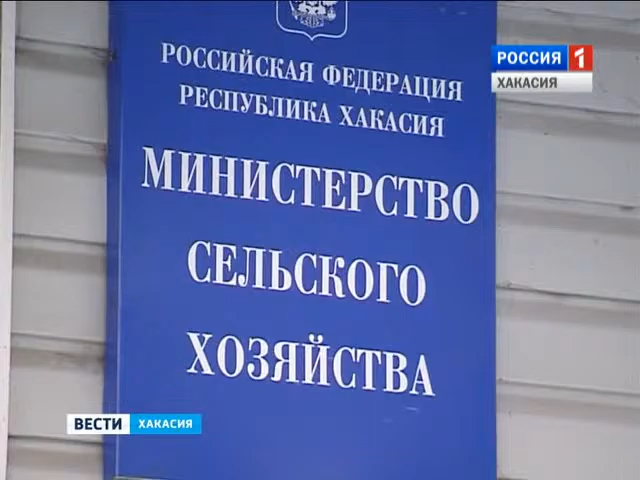 РОССИЯ 1
ХАКАСИЯ
РОССИЙСКАЯ ФЕДЕРАЦИЯ
РЕСПУБЛИКА ХАКАСИЯ
МИНИСТЕРСТВО
СЕЛЬСКОГО
ХОЗЯЙСТВА
ВЕСТИ ХАКАСИЯ